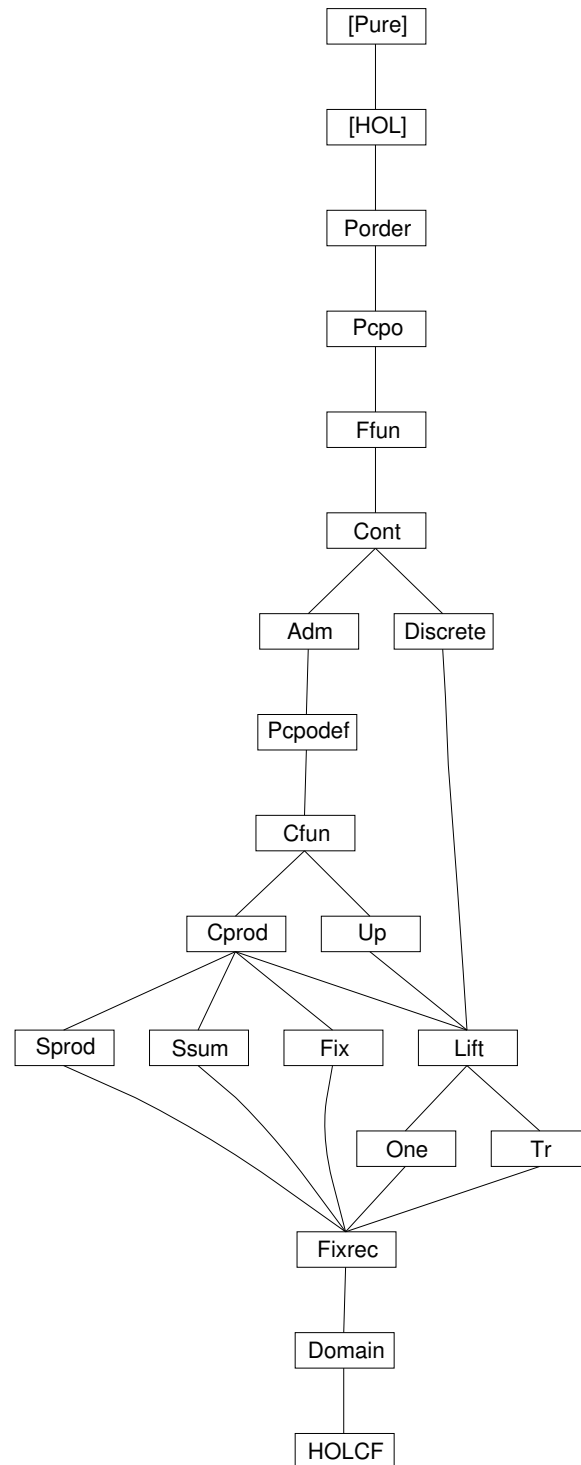 [Pure]
[HOL]
Porder
Pcpo
Ffun
Cont
Adm Discrete
Pcpodef
Cfun
Cprod Up
Sprod Ssum Fix Lift
One Tr
Fixrec
Domain
HOLCF